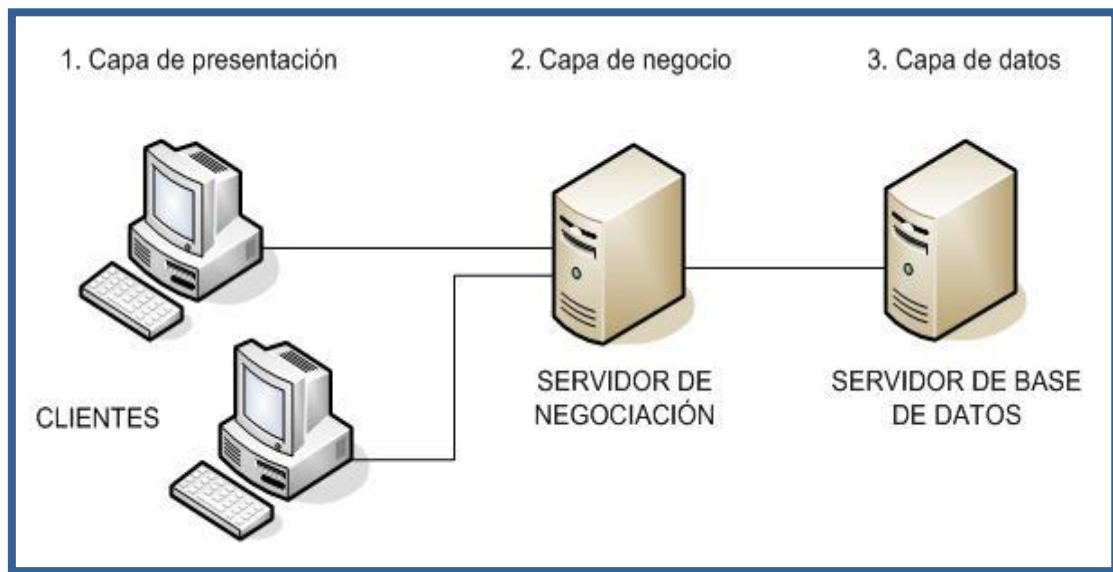 1. Capa de presentación
2. Capa de negocio
3. Capa de datos
CLIENTES
SERVIDOR DE
NEGOCIACIÓN
SERVIDOR DE BASE
DE DATOS